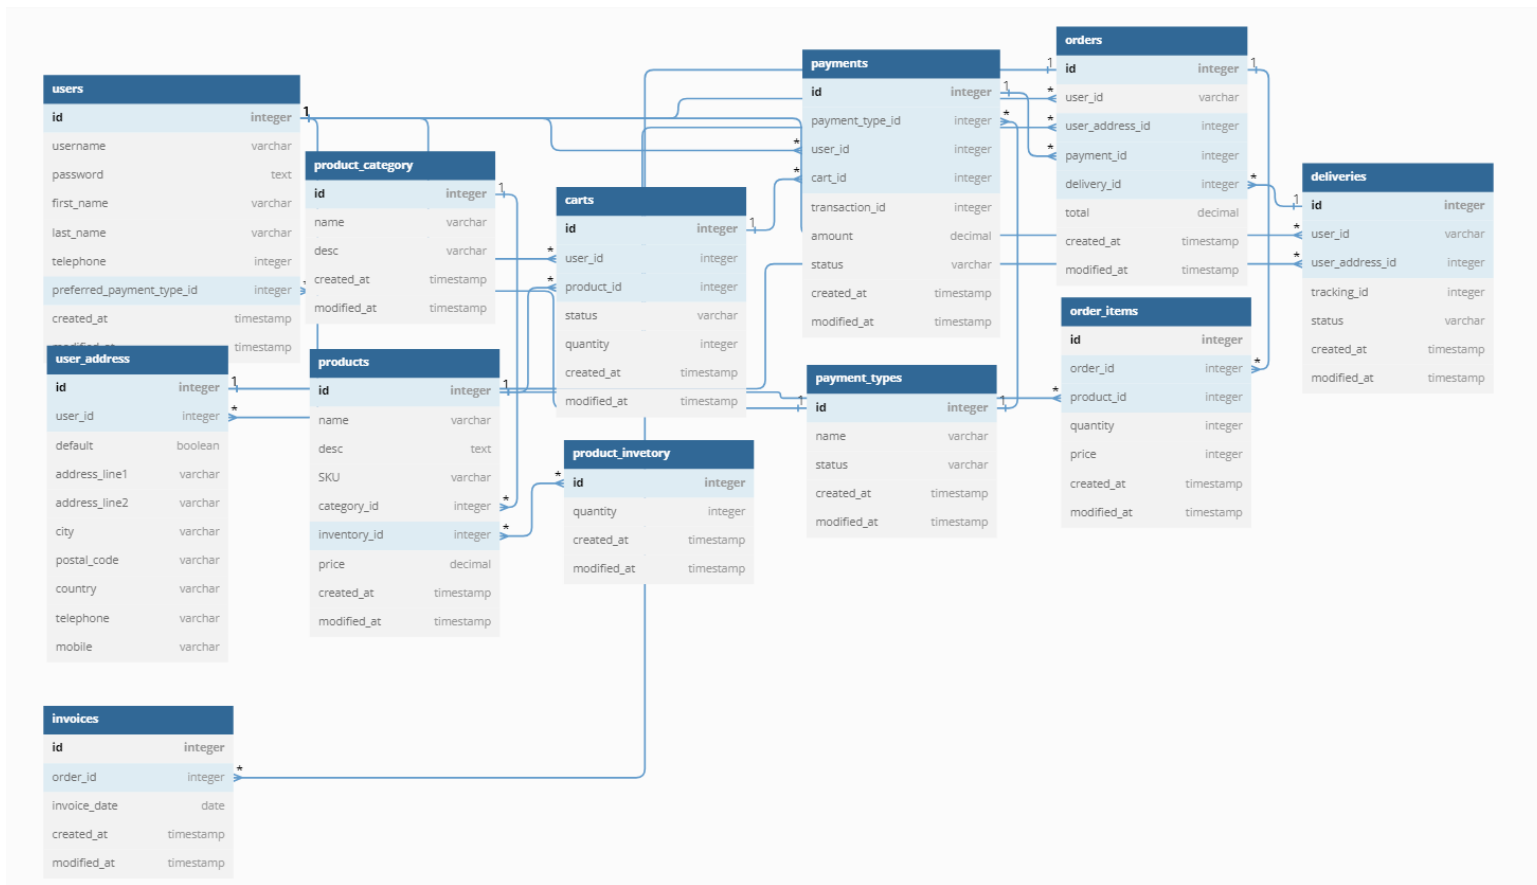 users
id integer
username varchar
password text
first_name varchar
last_name varchar
telephone integer
preferred_payment_type_id integer
created_at timestamp
modified_at timestamp
user_address
id integer
user_id integer
default boolean
address_line1 varchar
address_line2 varchar
city varchar
postal_code varchar
country varchar
telephone varchar
mobile varchar
invoices
id integer
order_id integer
invoice_date date
created_at timestamp
modified_at timestamp
product_category
id integer
name varchar
desc varchar
created_at timestamp
modified_at timestamp
products
id integer
name varchar
desc text
SKU varchar
category_id integer
inventory_id integer
price decimal
created_at timestamp
modified_at timestamp
carts
id integer
user_id integer
product_id integer
status varchar
quantity integer
created_at timestamp
modified_at timestamp
product_invetory
id integer
quantity integer
created_at timestamp
modified_at timestamp
payments
id integer
payment_type_id integer
user_id integer
cart_id integer
transaction_id integer
amount decimal
status varchar
created_at timestamp
modified_at timestamp
payment_types
id integer
name varchar
status varchar
created_at timestamp
modified_at timestamp
orders
id integer
user_id varchar
user_address_id integer
payment_id integer
delivery_id integer
total decimal
created_at timestamp
modified_at timestamp
order_items
id integer
order_id integer
product_id integer
quantity integer
price integer
created_at timestamp
modified_at timestamp
deliveries
id integer
user_id varchar
user_address_id integer
tracking_id integer
status varchar
created_at timestamp
modified_at timestamp